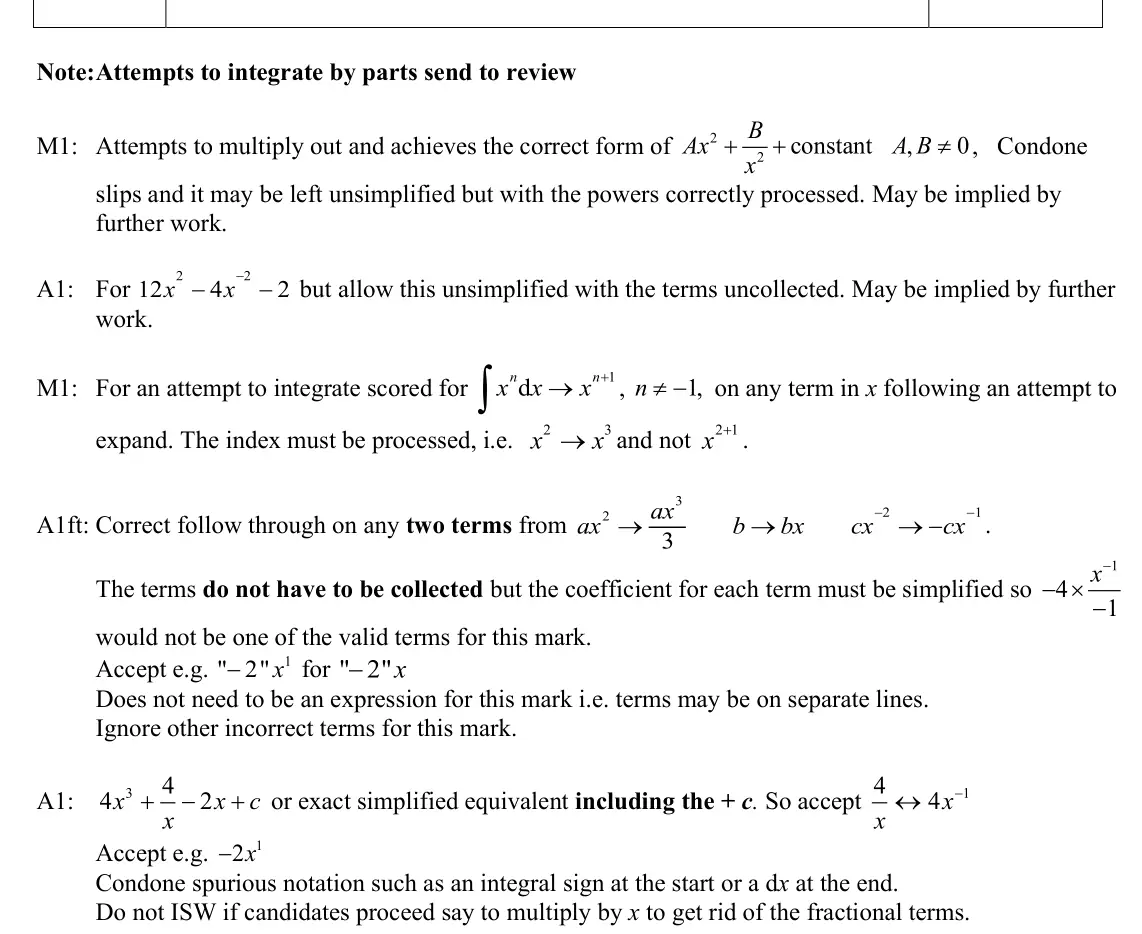 Note:Attempts to integrate by parts send to review
M1: Attempts to multiply out and achieves the correct form of Ax² + B/x² + constant A, B ≠ 0, Condone
slips and it may be left unsimplified but with the powers correctly processed. May be implied by
further work.
A1: For 12x² − 4x⁻² − 2 but allow this unsimplified with the terms uncollected. May be implied by further
work.
M1: For an attempt to integrate scored for ∫xⁿdx → xⁿ⁺¹, n ≠ −1, on any term in x following an attempt to
expand. The index must be processed, i.e. x² → x³ and not x²⁺¹.
A1ft: Correct follow through on any two terms from ax² → ax³/3 b → bx cx⁻² → −cx⁻¹.
The terms do not have to be collected but the coefficient for each term must be simplified so −4 × x⁻¹/−1
would not be one of the valid terms for this mark.
Accept e.g. "− 2"x¹ for "− 2"x
Does not need to be an expression for this mark i.e. terms may be on separate lines.
Ignore other incorrect terms for this mark.
A1: 4x³ + 4/x − 2x + c or exact simplified equivalent including the + c. So accept 4/x ↔ 4x⁻¹
Accept e.g. −2x¹
Condone spurious notation such as an integral sign at the start or a dx at the end.
Do not ISW if candidates proceed say to multiply by x to get rid of the fractional terms.